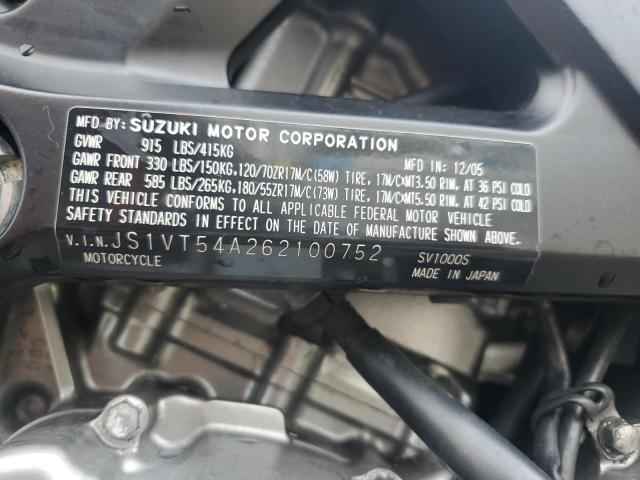 MFD BY: SUZUKI MOTOR CORPORATION
GVWR 915 LBS/415KG MFD IN: 12/05
GAWR FRONT 330 LBS/150KG, 120/70ZR17M/C(58W) TIRE, 17M/C×MT3.50 RIM, AT 36 PSI COLD
GAWR REAR 585 LBS/265KG, 180/55ZR17M/C(73W) TIRE, 17M/C×MT5.50 RIM, AT 42 PSI COLD
THIS VEHICLE CONFORMS TO ALL APPLICABLE FEDERAL MOTOR VEHICLE
SAFETY STANDARDS IN EFFECT ON THE DATE OF MANUFACTURE SHOWN ABOVE.
V.I.N. JS1VT54A262100752 SV1000S
MOTORCYCLE MADE IN JAPAN